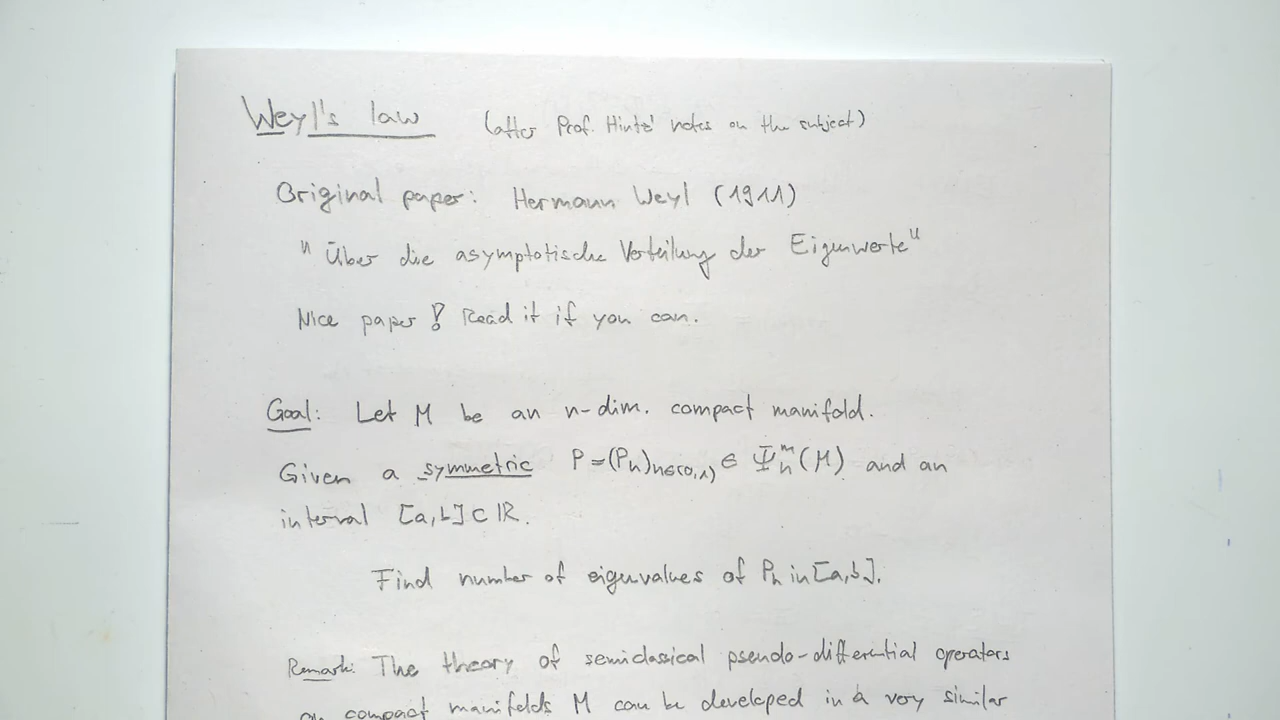 Weyl's law (after Prof. Hintz' notes on the subject)
Original paper: Hermann Weyl (1911)
"Über die asymptotische Verteilung der Eigenwerte"
Nice paper! Read it if you can.
Goal: Let M be an n-dim. compact manifold.
Given a symmetric P = (P_h)_{h∈(0,1)} ∈ Ψ_h^m(M) and an
interval [a,b] ⊂ ℝ.
Find number of eigenvalues of P_h in [a,b].
Remark: The theory of semiclassical pseudo-differential operators
on compact manifolds M can be developed in a very similar